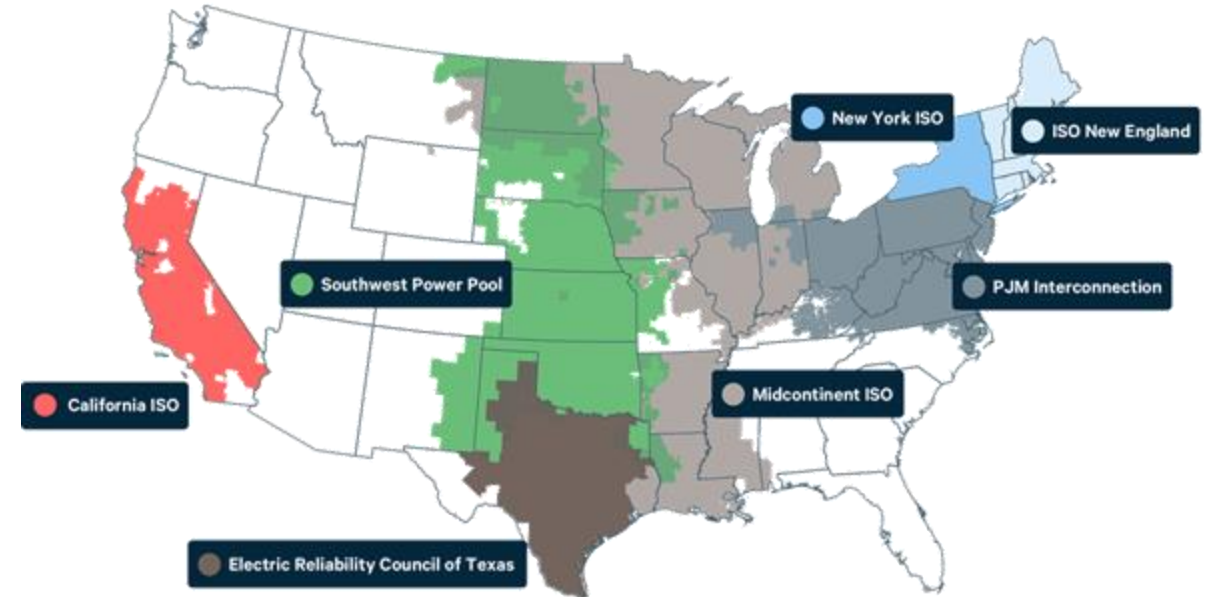 New York ISO
ISO New England
Southwest Power Pool
PJM Interconnection
California ISO
Midcontinent ISO
Electric Reliability Council of Texas